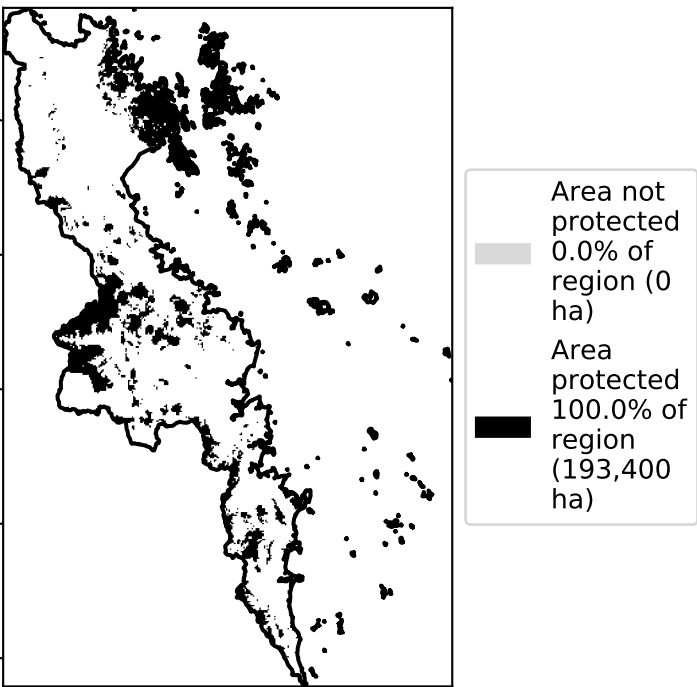 Area not
protected
0.0% of
region (0
ha)
Area
protected
100.0% of
region
(193,400
ha)